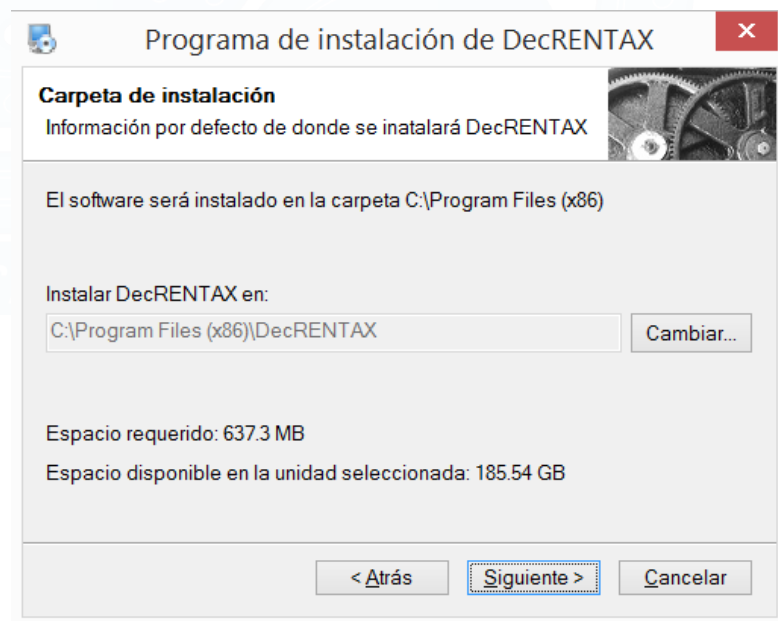 Programa de instalación de DecRENTAX
Carpeta de instalación
Información por defecto de donde se inatalará DecRENTAX
El software será instalado en la carpeta C:\Program Files (x86)
Instalar DecRENTAX en:
C:\Program Files (x86)\DecRENTAX
Cambiar...
Espacio requerido: 637.3 MB
Espacio disponible en la unidad seleccionada: 185.54 GB
< Atrás
Siguiente >
Cancelar